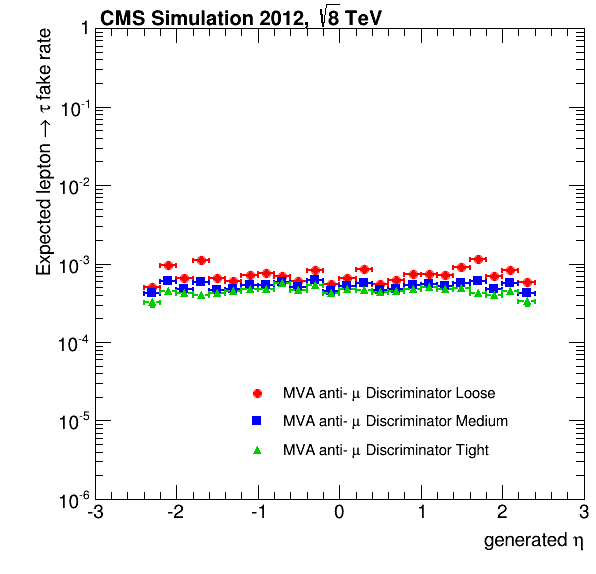 CMS Simulation 2012, √8 TeV
Expected lepton → τ fake rate
1
10⁻¹
10⁻²
10⁻³
10⁻⁴
10⁻⁵
10⁻⁶
MVA anti- μ Discriminator Loose
MVA anti- μ Discriminator Medium
MVA anti- μ Discriminator Tight
-3 -2 -1 0 1 2 3
generated η